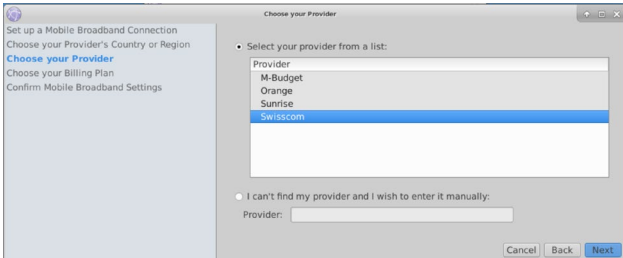 Choose your Provider
Set up a Mobile Broadband Connection
Choose your Provider's Country or Region
Choose your Provider
Choose your Billing Plan
Confirm Mobile Broadband Settings
Select your provider from a list:
Provider
M-Budget
Orange
Sunrise
Swisscom
I can't find my provider and I wish to enter it manually:
Provider:
Cancel Back Next